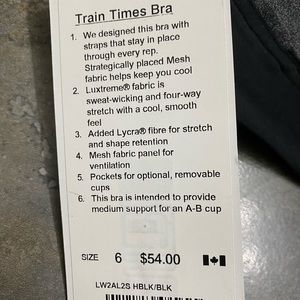 Train Times Bra
1. We designed this bra with
straps that stay in place
through every rep.
Strategically placed Mesh
fabric helps keep you cool
2. Luxtreme® fabric is
sweat-wicking and four-way
stretch with a cool, smooth
feel
3. Added Lycra® fibre for stretch
and shape retention
4. Mesh fabric panel for
ventilation
5. Pockets for optional, removable
cups
6. This bra is intended to provide
medium support for an A-B cup
SIZE 6 $54.00
LW2AL2S HBLK/BLK